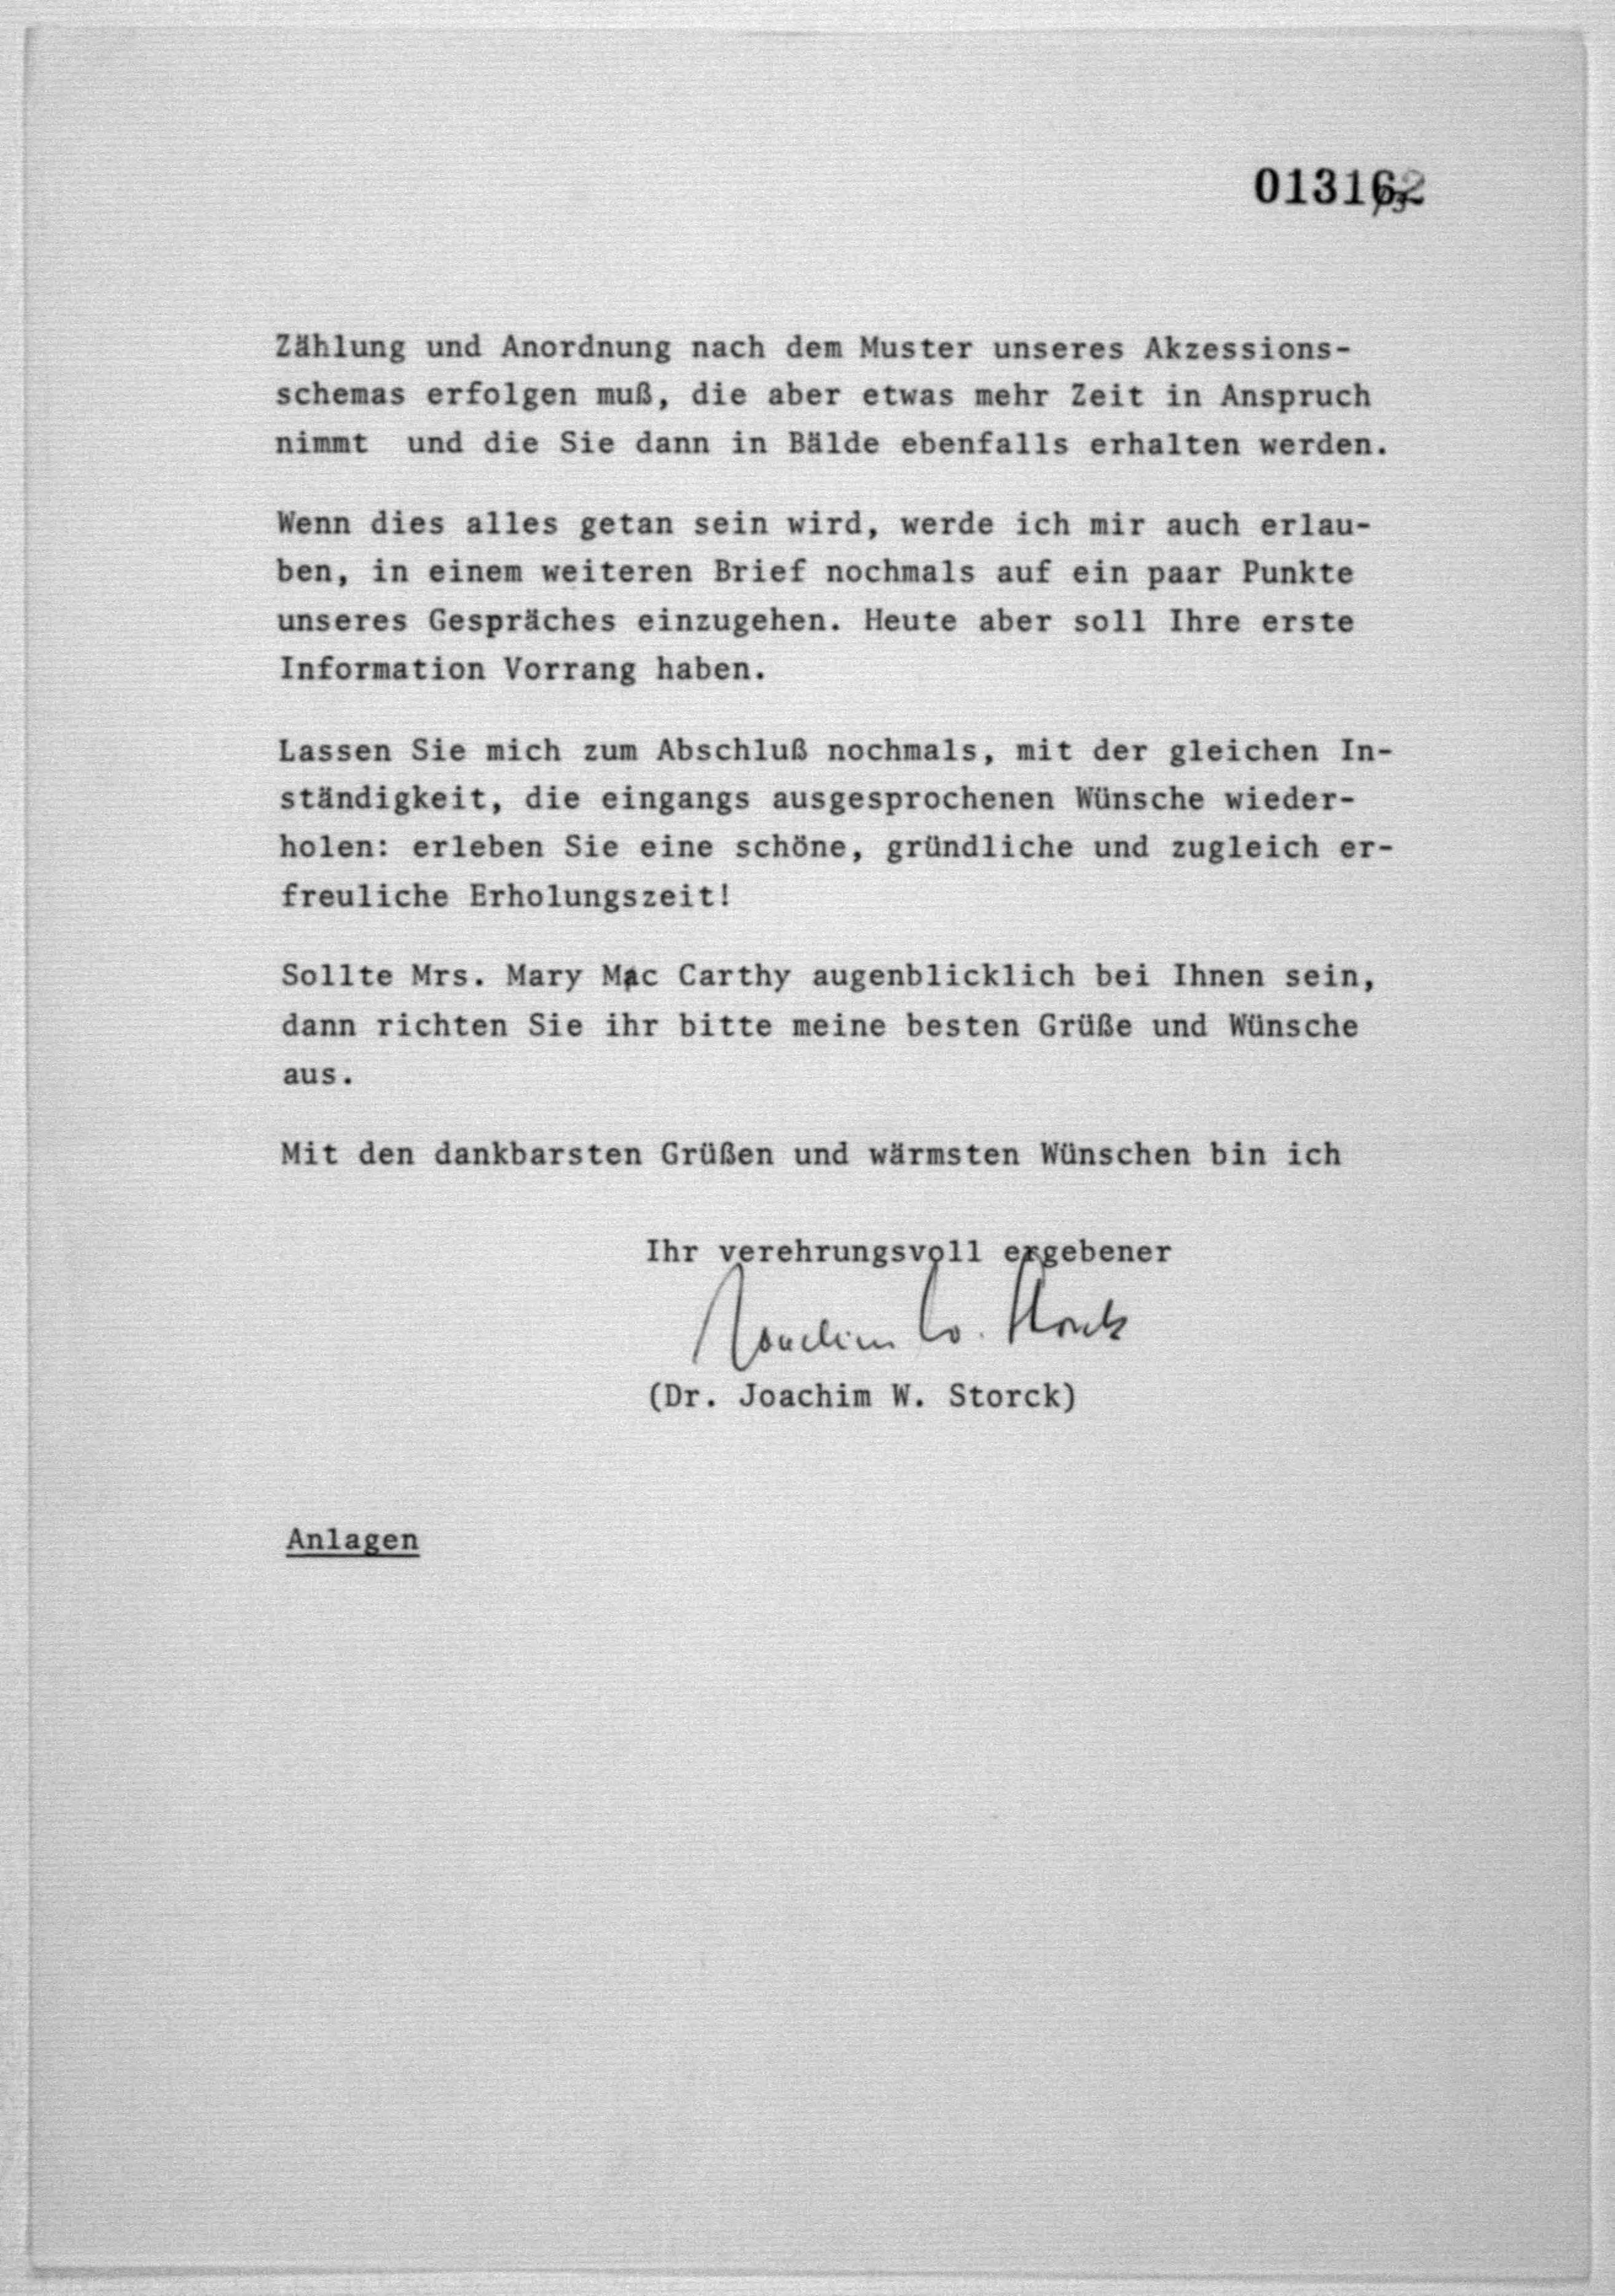 Zählung und Anordnung nach dem Muster unseres Akzessions-
schemas erfolgen muß, die aber etwas mehr Zeit in Anspruch
nimmt  und die Sie dann in Bälde ebenfalls erhalten werden.
Wenn dies alles getan sein wird, werde ich mir auch erlau-
ben, in einem weiteren Brief nochmals auf ein paar Punkte
unseres Gespräches einzugehen. Heute aber soll Ihre erste
Information Vorrang haben.
Lassen Sie mich zum Abschluß nochmals, mit der gleichen In-
ständigkeit, die eingangs ausgesprochenen Wünsche wieder-
holen: erleben Sie eine schöne, gründliche und zugleich er-
freuliche Erholungszeit!
Sollte Mrs. Mary Mac Carthy augenblicklich bei Ihnen sein,
dann richten Sie ihr bitte meine besten Grüße und Wünsche
aus.
Mit den dankbarsten Grüßen und wärmsten Wünschen bin ich
Ihr verehrungsvoll ergebener
Joachim W. Storck
(Dr. Joachim W. Storck)
Anlagen